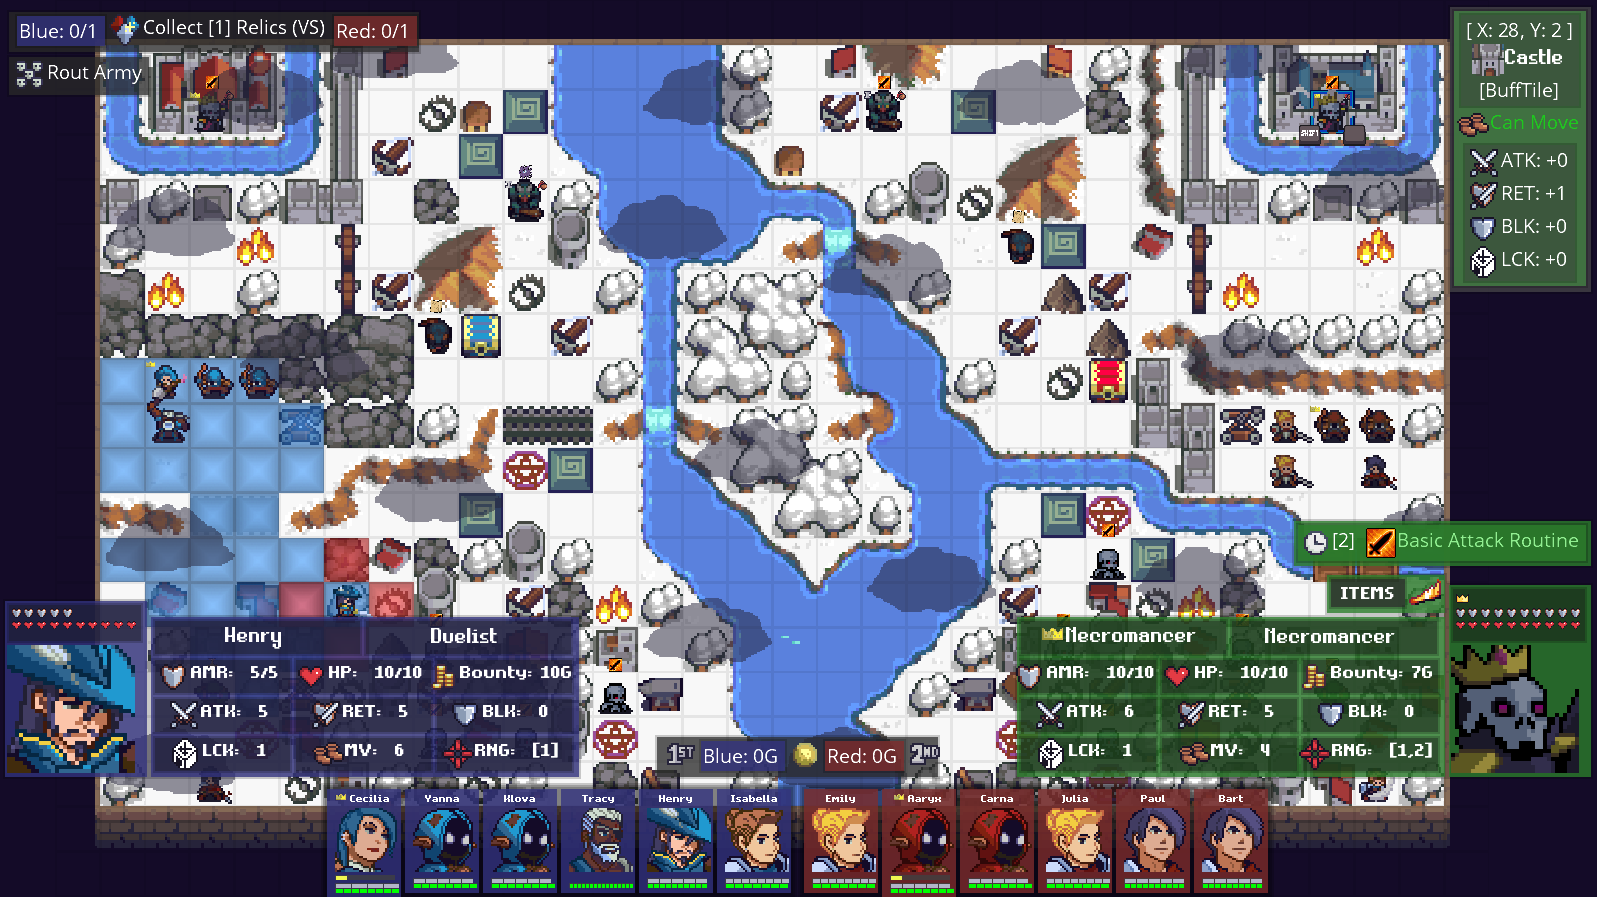 Blue: 0/1
Collect [1] Relics (VS)
Red: 0/1
Rout Army
[ X: 28, Y: 2 ]
Castle
[BuffTile]
Can Move
ATK: +0
RET: +1
BLK: +0
LCK: +0
SHIFT
[2] Basic Attack Routine
ITEMS
Henry
Duelist
AMR: 5/5
HP: 10/10
Bounty: 10G
ATK: 5
RET: 5
BLK: 0
LCK: 1
MV: 6
RNG: [1]
Necromancer
Necromancer
AMR: 10/10
HP: 10/10
Bounty: 7G
ATK: 6
RET: 5
BLK: 0
LCK: 1
MV: 4
RNG: [1,2]
1ST
Blue: 0G
Red: 0G
2ND
Cecilia
Yanna
Klova
Tracy
Henry
Isabella
Emily
Aaryx
Carna
Julia
Paul
Bart